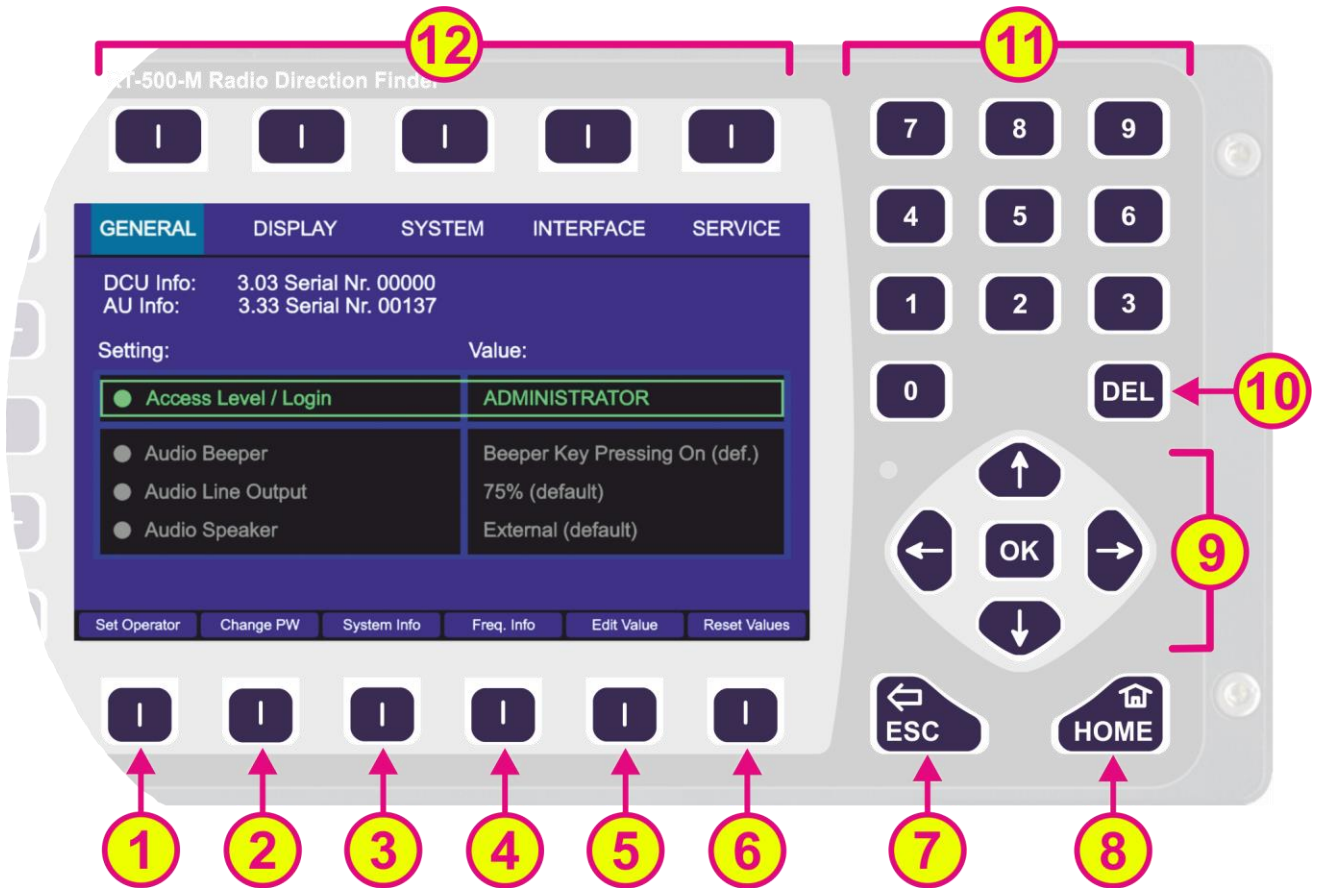 12
11
RT-500-M Radio Direction Finder
7 8 9
GENERAL DISPLAY SYSTEM INTERFACE SERVICE
4 5 6
DCU Info: 3.03 Serial Nr. 00000
AU Info: 3.33 Serial Nr. 00137
1 2 3
Setting: Value:
Access Level / Login ADMINISTRATOR
0 DEL
10
Audio Beeper Beeper Key Pressing On (def.)
Audio Line Output 75% (default)
Audio Speaker External (default)
OK
9
Set Operator Change PW System Info Freq. Info Edit Value Reset Values
ESC HOME
1 2 3 4 5 6 7 8